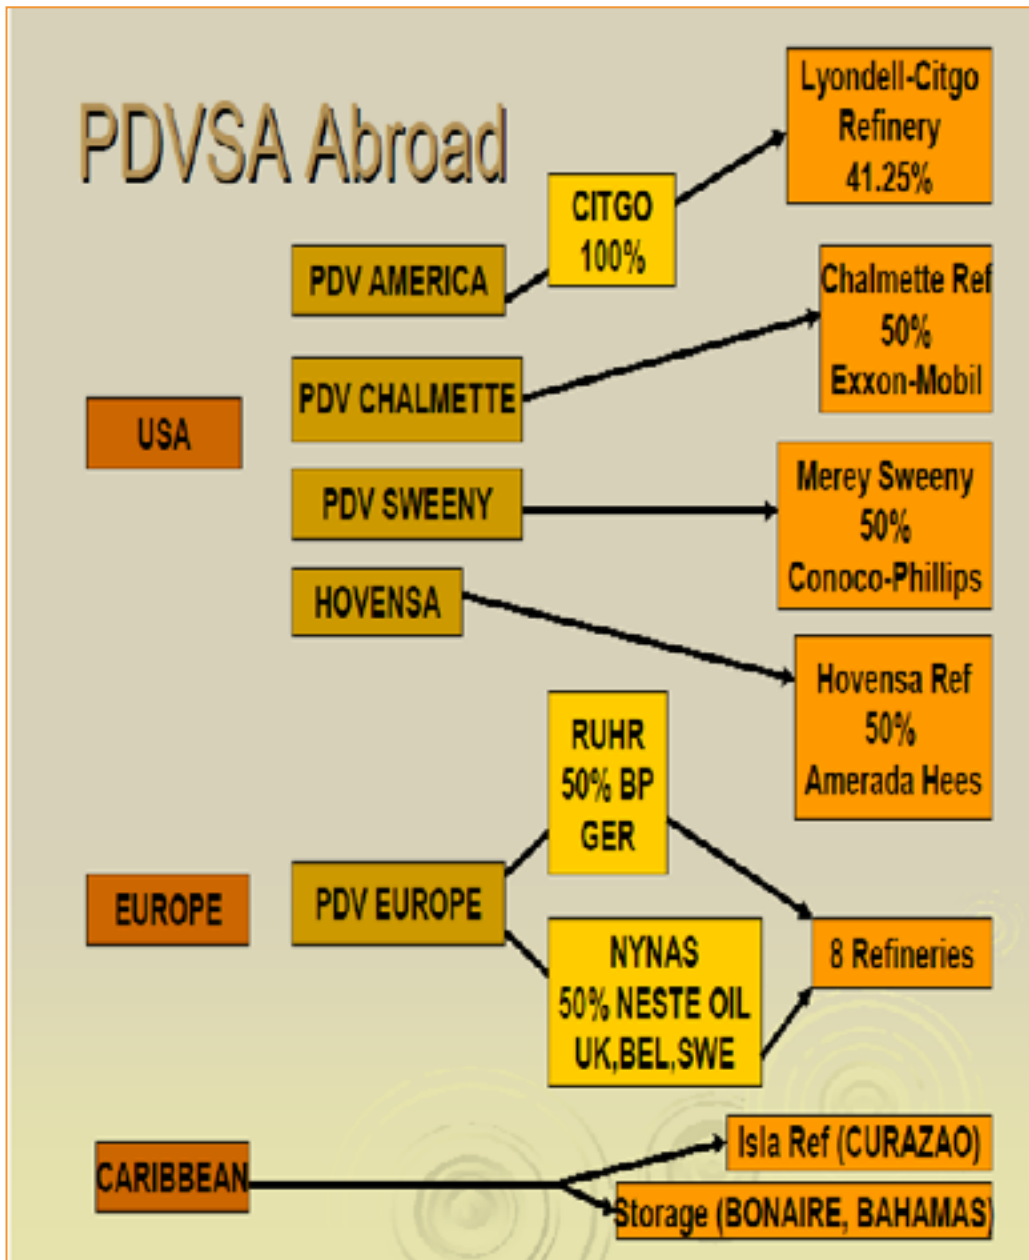 PDVSA Abroad
USA
PDV AMERICA
CITGO
100%
Lyondell-Citgo
Refinery
41.25%
PDV CHALMETTE
Chalmette Ref
50%
Exxon-Mobil
PDV SWEENY
Merey Sweeny
50%
Conoco-Phillips
HOVENSA
Hovensa Ref
50%
Amerada Hees
EUROPE
PDV EUROPE
RUHR
50% BP
GER
NYNAS
50% NESTE OIL
UK,BEL,SWE
8 Refineries
CARIBBEAN
Isla Ref (CURAZAO)
Storage (BONAIRE, BAHAMAS)